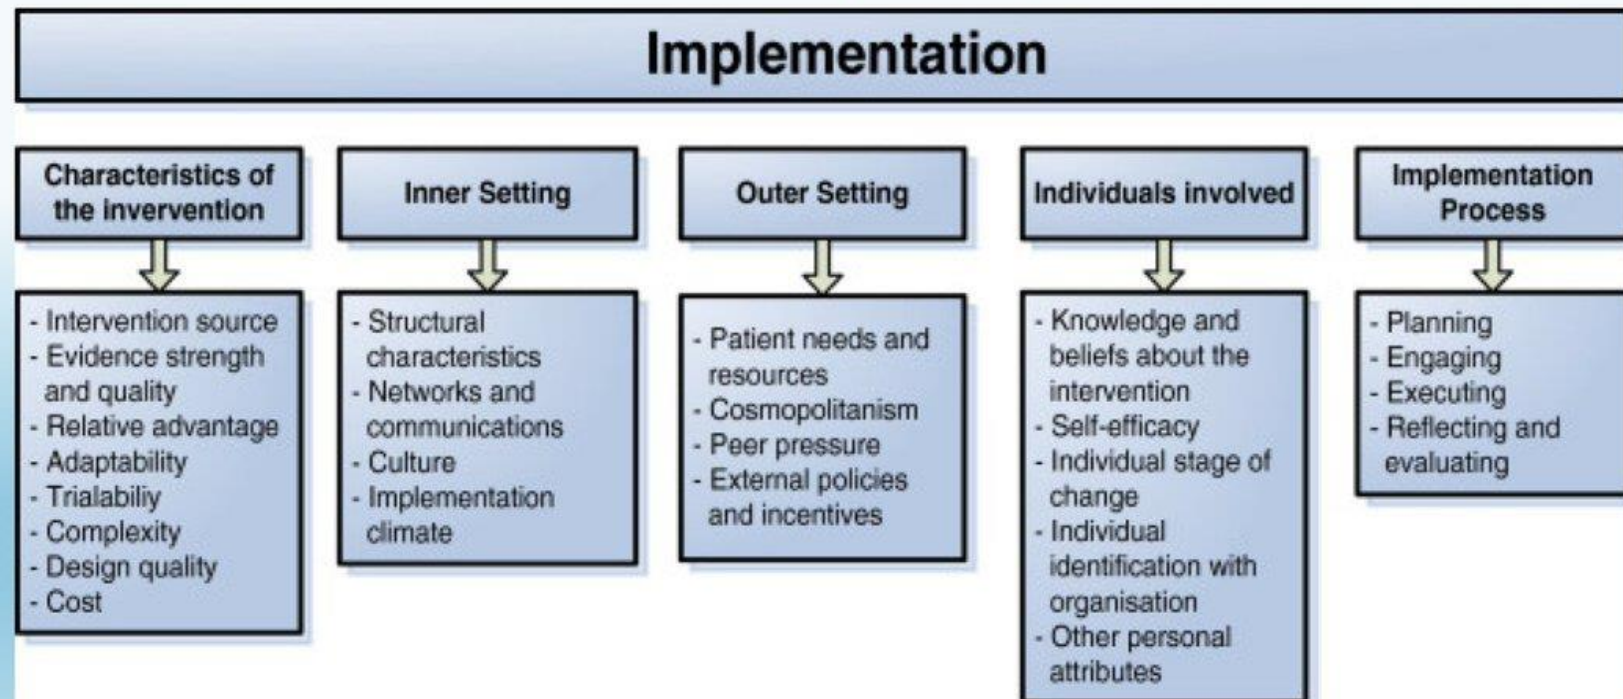 Implementation
Characteristics of
the invervention
- Intervention source
- Evidence strength
and quality
- Relative advantage
- Adaptability
- Trialabiliy
- Complexity
- Design quality
- Cost
Inner Setting
- Structural
characteristics
- Networks and
communications
- Culture
- Implementation
climate
Outer Setting
- Patient needs and
resources
- Cosmopolitanism
- Peer pressure
- External policies
and incentives
Individuals involved
- Knowledge and
beliefs about the
intervention
- Self-efficacy
- Individual stage of
change
- Individual
identification with
organisation
- Other personal
attributes
Implementation
Process
- Planning
- Engaging
- Executing
- Reflecting and
evaluating